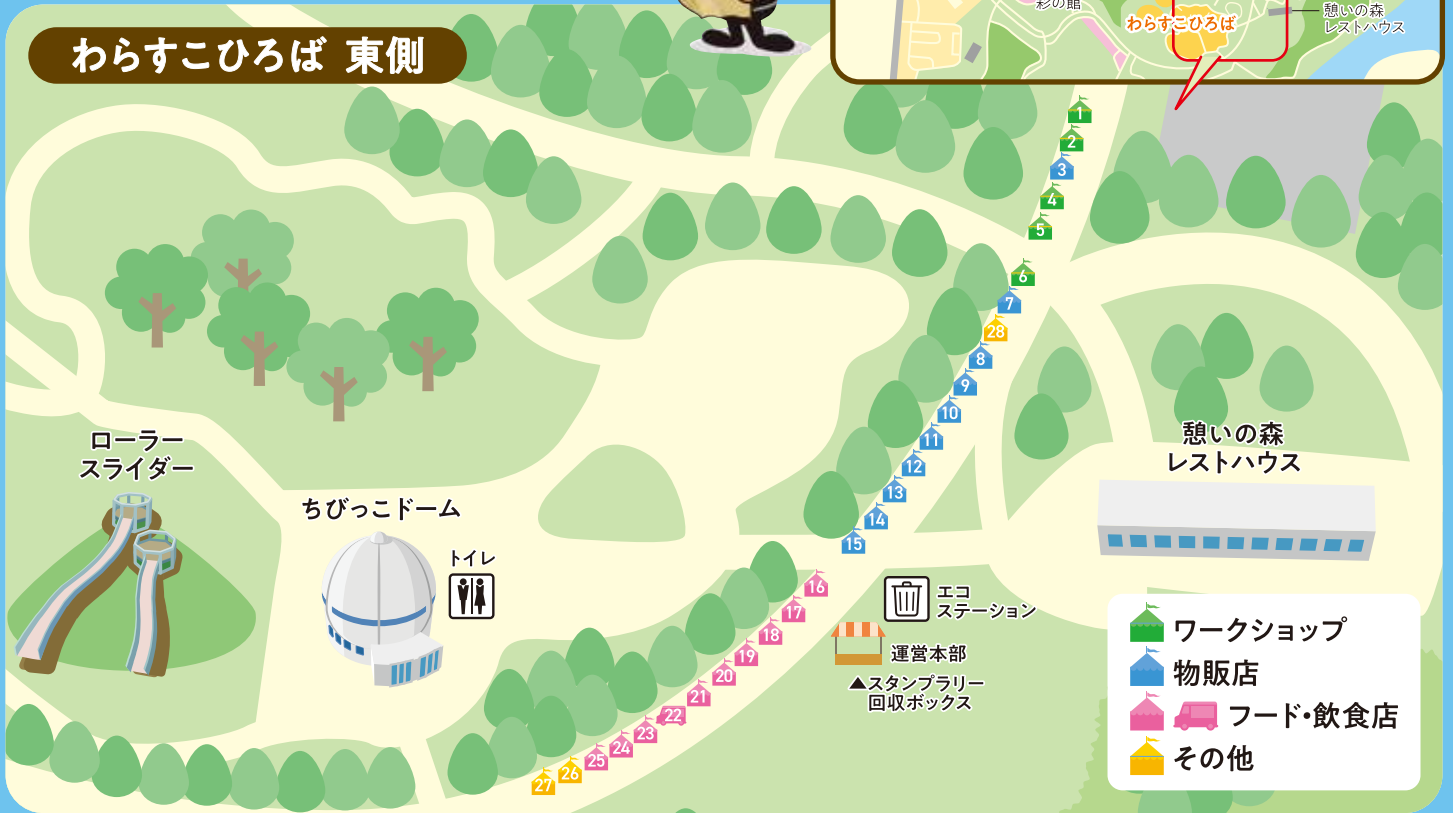 彩の館
わらすこひろば
憩いの森
レストハウス
わらすこひろば 東側
1
2
3
4
5
6
7
28
8
9
10
11
12
13
14
15
16
17
18
19
20
21
22
23
24
25
26
27
ローラー
スライダー
ちびっこドーム
トイレ
憩いの森
レストハウス
エコ
ステーション
運営本部
▲スタンプラリー
回収ボックス
ワークショップ
物販店
フード・飲食店
その他